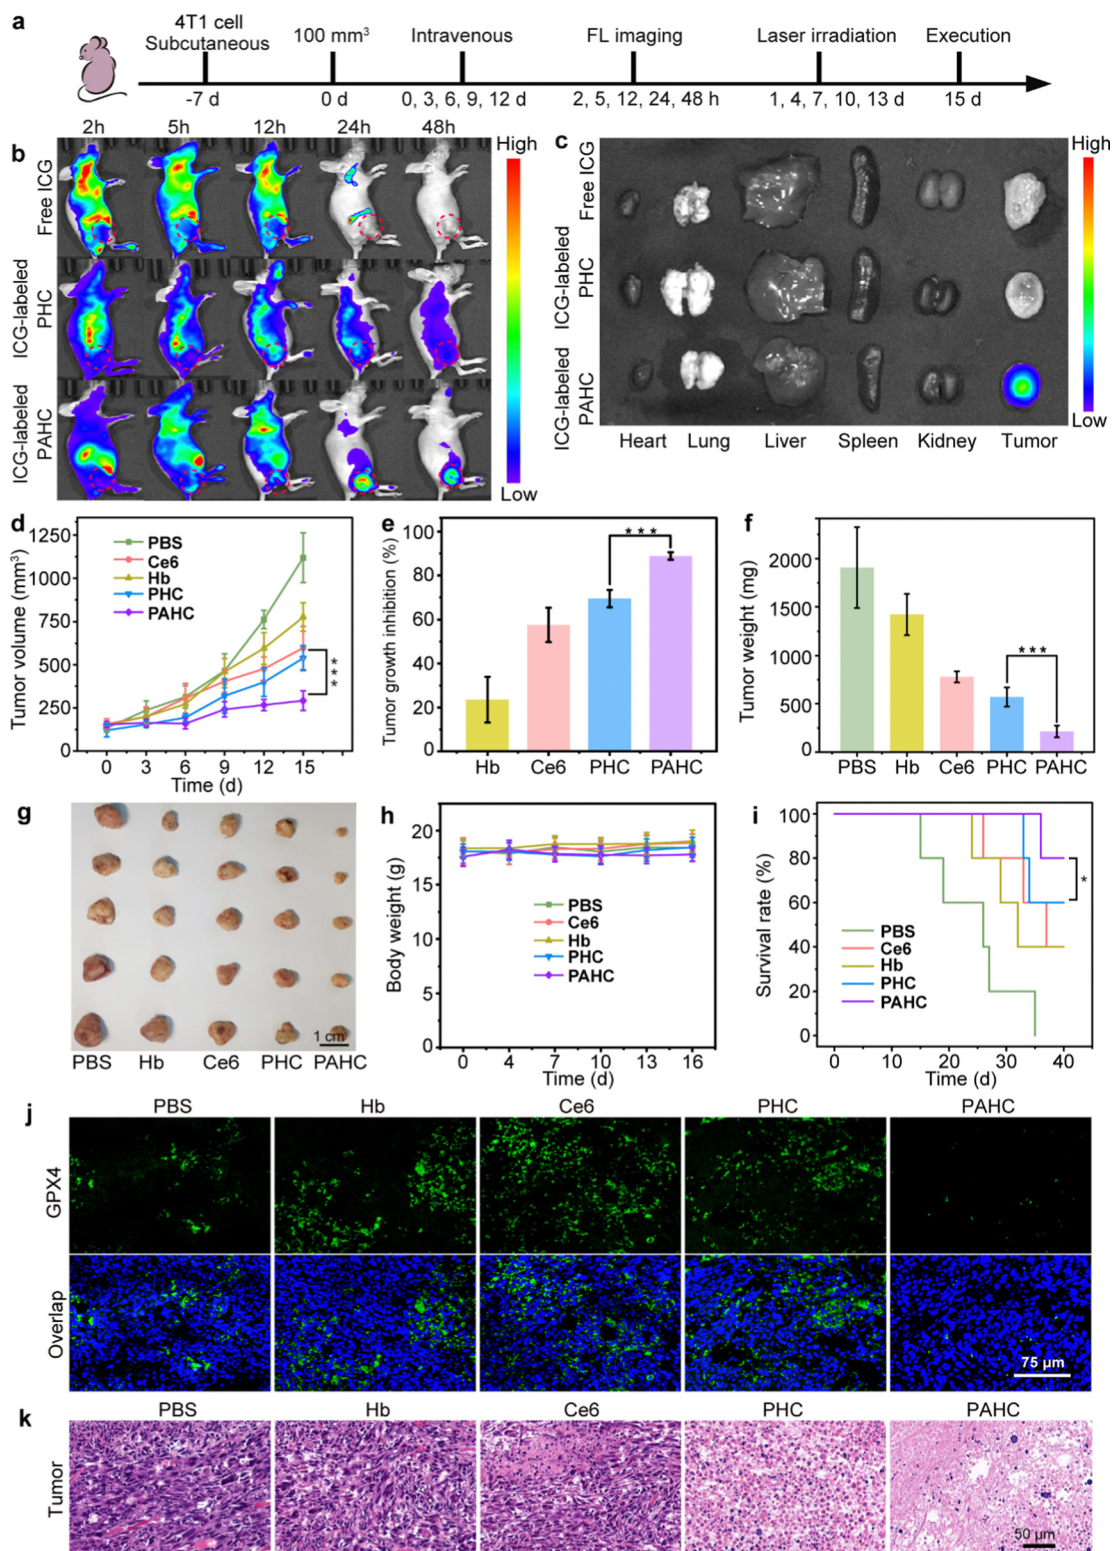 a
4T1 cell
Subcutaneous
100 mm³
Intravenous
FL imaging
Laser irradiation
Execution
-7 d
0 d
0, 3, 6, 9, 12 d
2, 5, 12, 24, 48 h
1, 4, 7, 10, 13 d
15 d
b
2h
5h
12h
24h
48h
Free ICG
ICG-labeled
PHC
ICG-labeled
PAHC
High
Low
c
Free ICG
ICG-labeled
PHC
ICG-labeled
PAHC
Heart
Lung
Liver
Spleen
Kidney
Tumor
High
Low
d
Tumor volume (mm³)
1250
1000
750
500
250
0
PBS
Ce6
Hb
PHC
PAHC
***
0
3
6
9
12
15
Time (d)
e
Tumor growth inhibition (%)
100
80
60
40
20
0
***
Hb
Ce6
PHC
PAHC
f
Tumor weight (mg)
2000
1500
1000
500
0
***
PBS
Hb
Ce6
PHC
PAHC
g
1 cm
PBS
Hb
Ce6
PHC
PAHC
h
Body weight (g)
20
15
10
5
0
PBS
Ce6
Hb
PHC
PAHC
0
4
7
10
13
16
Time (d)
i
Survival rate (%)
100
80
60
40
20
0
PBS
Ce6
Hb
PHC
PAHC
*
0
10
20
30
40
Time (d)
j
PBS
Hb
Ce6
PHC
PAHC
GPX4
Overlap
75 µm
k
PBS
Hb
Ce6
PHC
PAHC
Tumor
50 µm